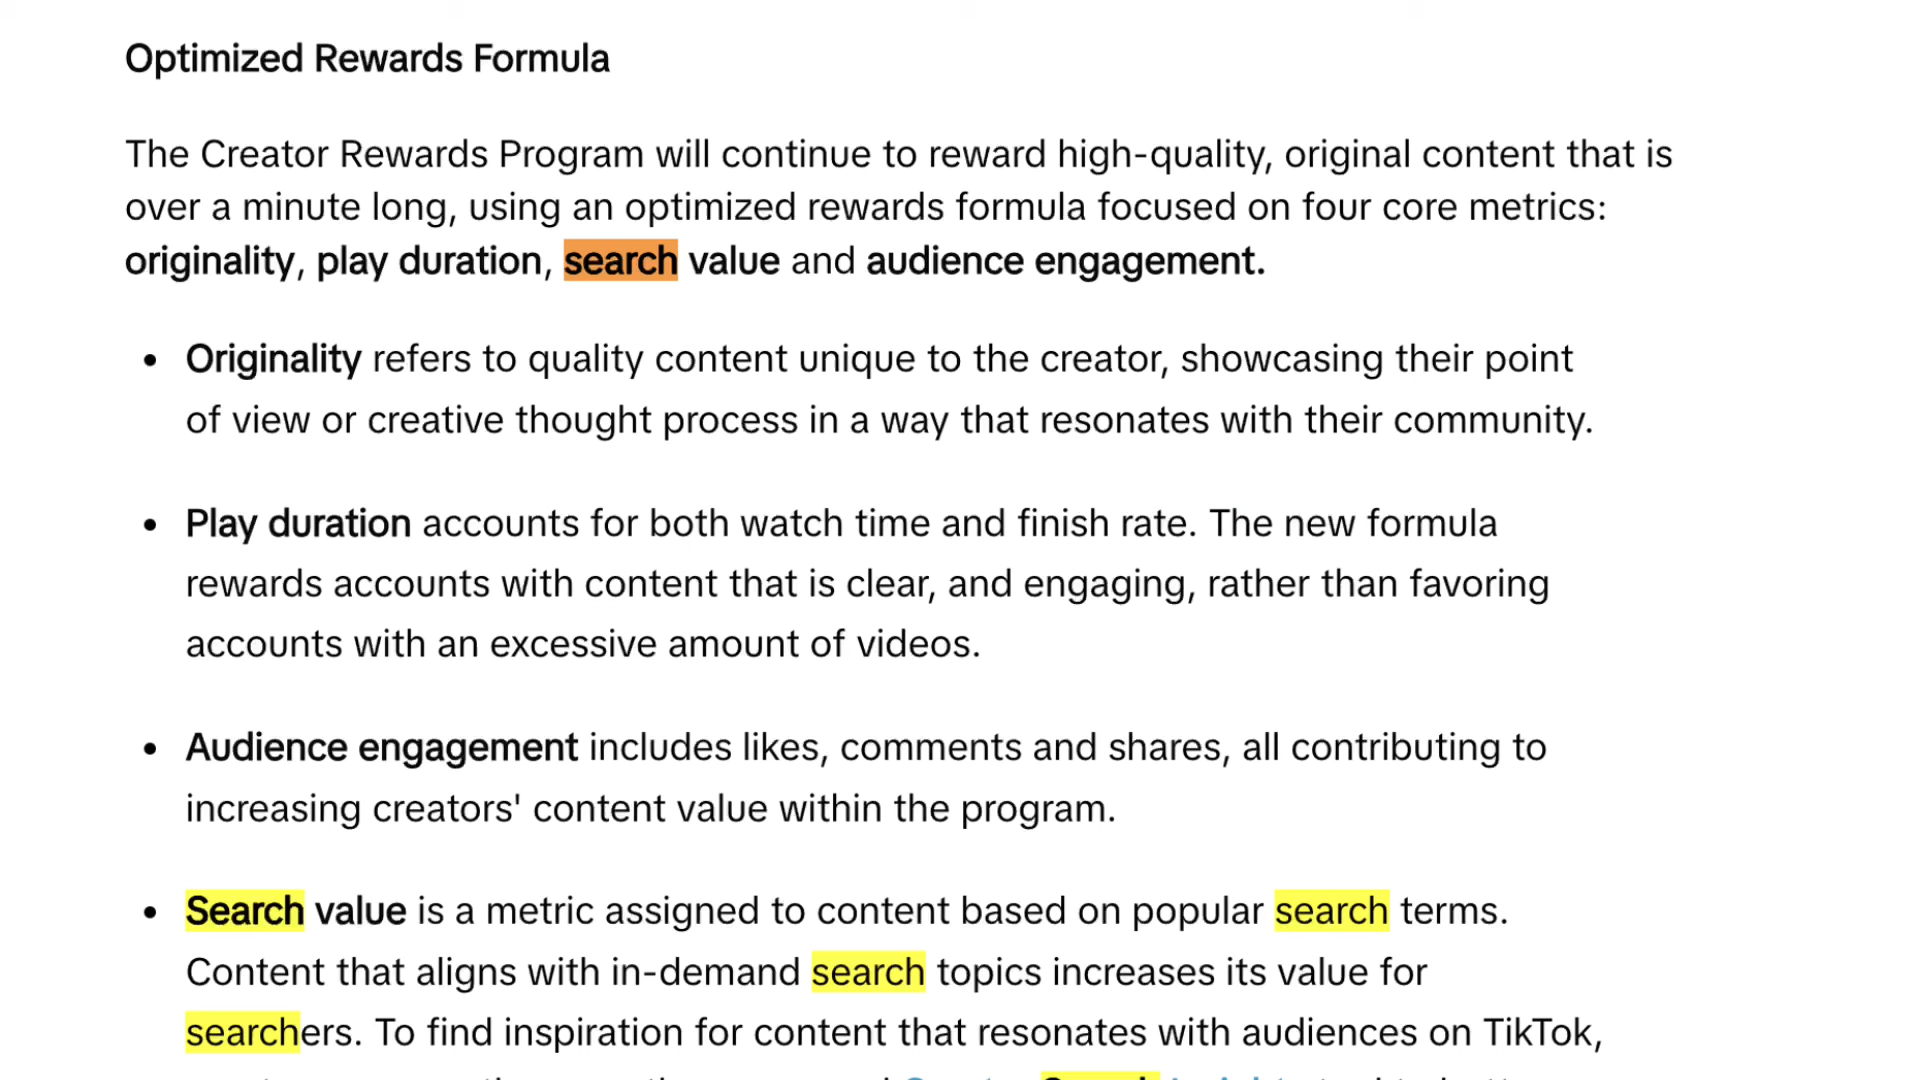 Optimized Rewards Formula
The Creator Rewards Program will continue to reward high-quality, original content that is
over a minute long, using an optimized rewards formula focused on four core metrics:
originality, play duration, search value and audience engagement.
• Originality refers to quality content unique to the creator, showcasing their point
of view or creative thought process in a way that resonates with their community.
• Play duration accounts for both watch time and finish rate. The new formula
rewards accounts with content that is clear, and engaging, rather than favoring
accounts with an excessive amount of videos.
• Audience engagement includes likes, comments and shares, all contributing to
increasing creators' content value within the program.
• Search value is a metric assigned to content based on popular search terms.
Content that aligns with in-demand search topics increases its value for
searchers. To find inspiration for content that resonates with audiences on TikTok,